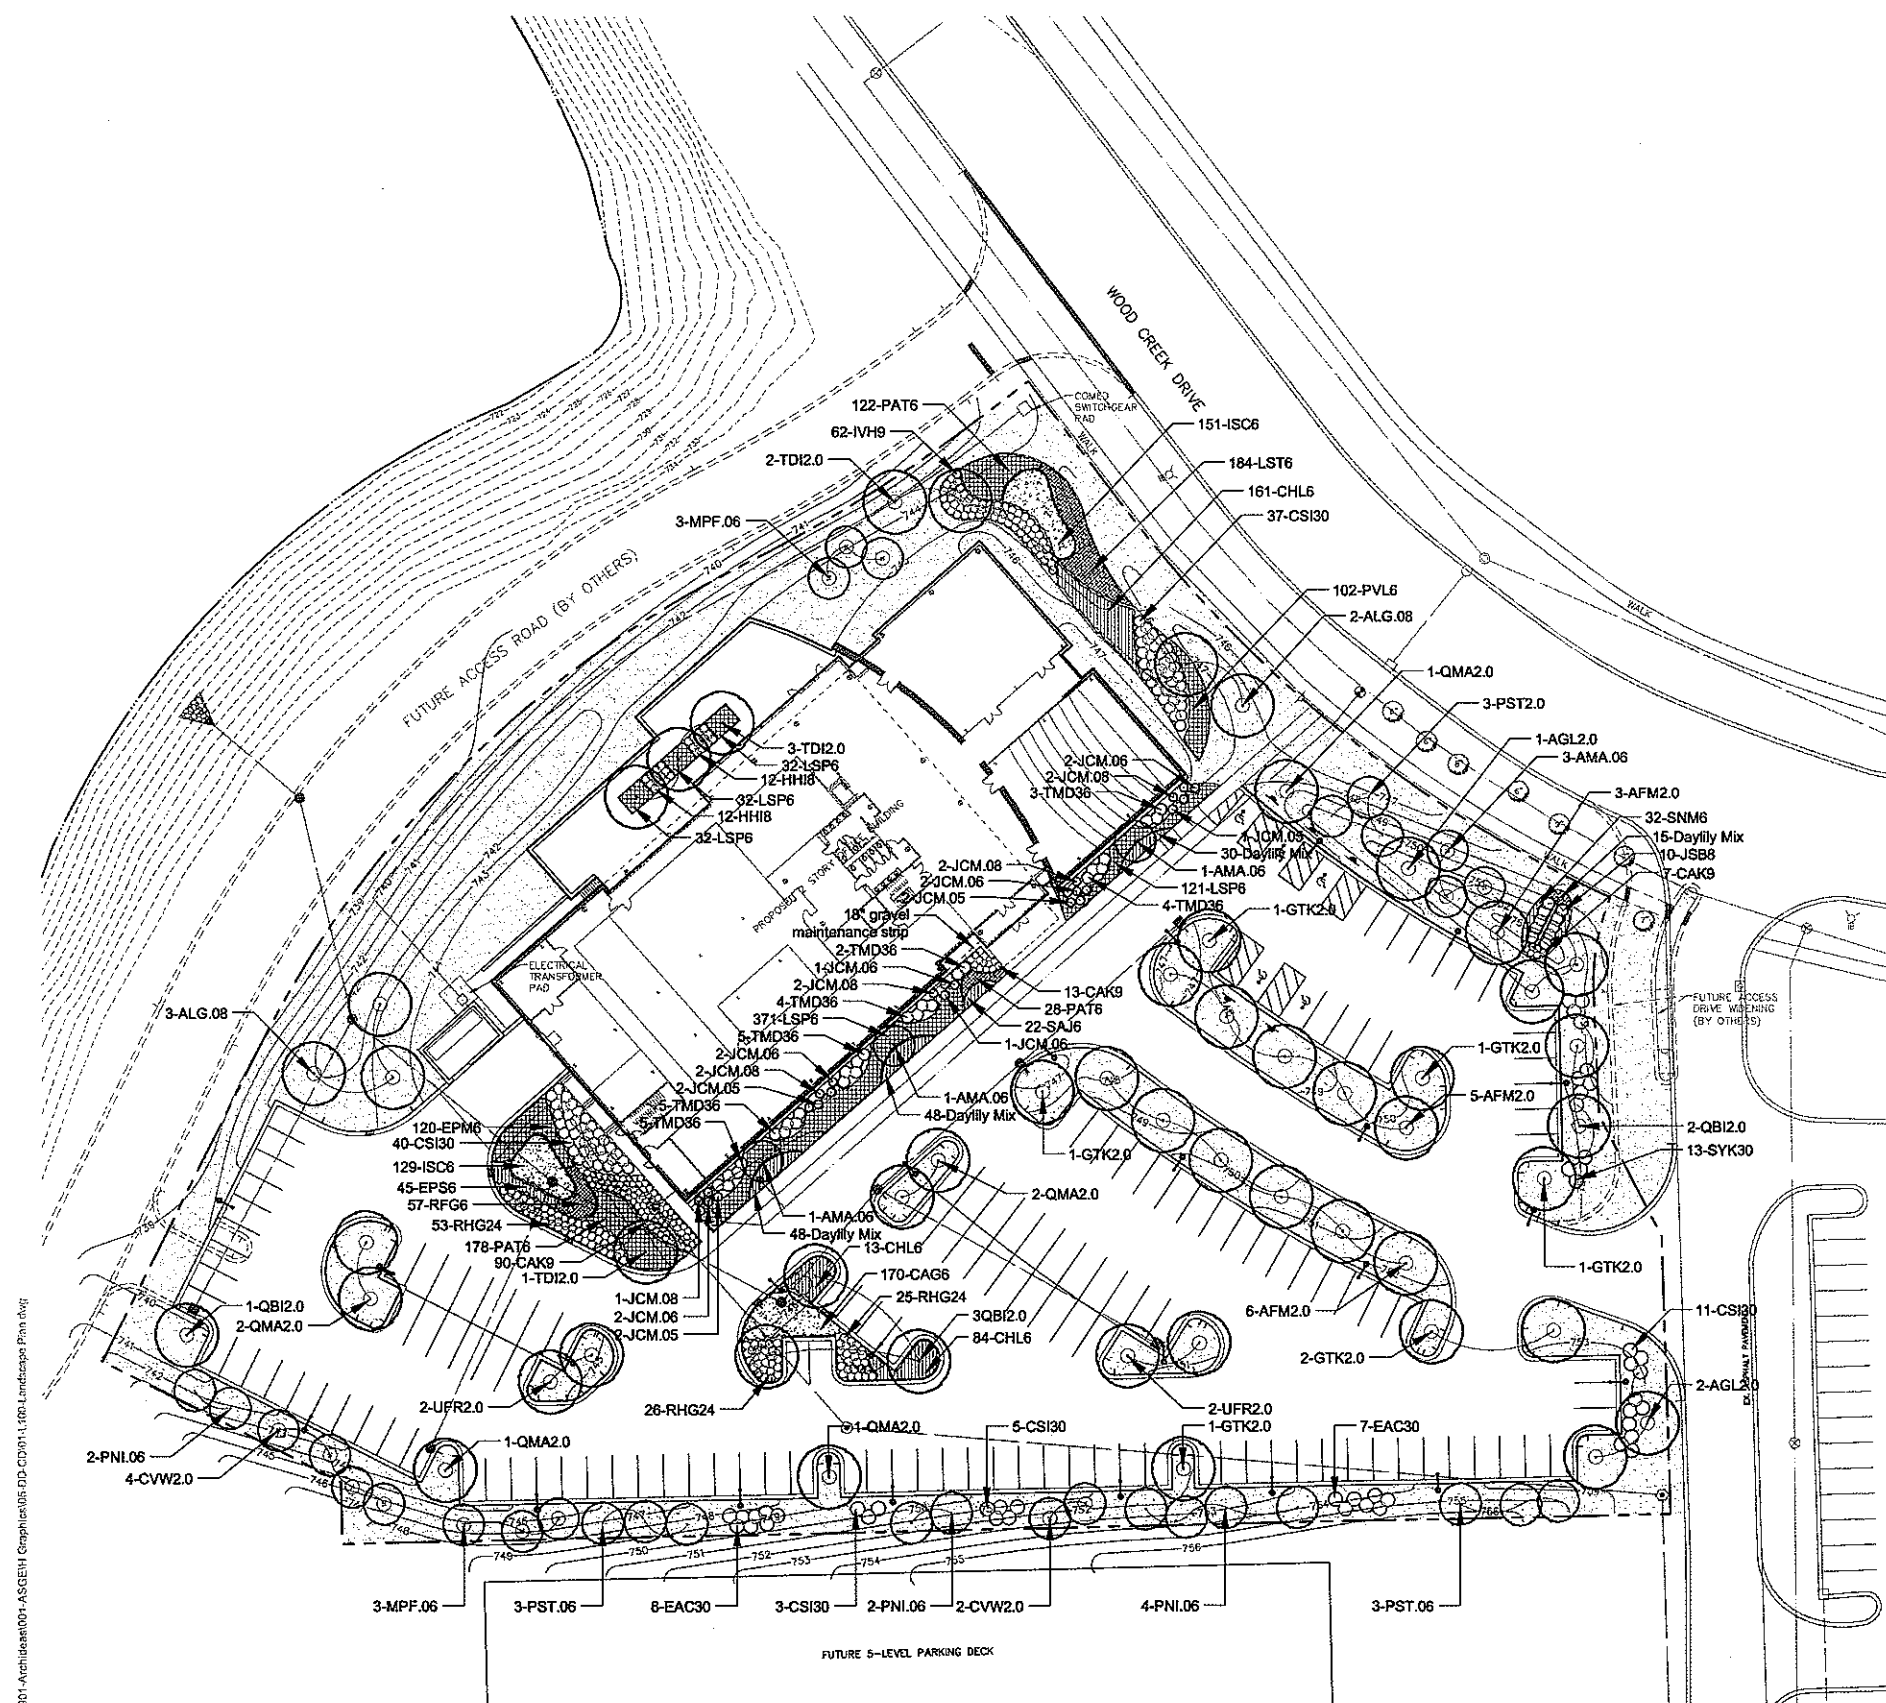 WOOD CREEK DRIVE
COMED
SWITCHGEAR
PAD
WALK
122-PAT6
62-IVH9
2-TDI2.0
3-MPF.06
151-ISC6
184-LST6
161-CHL6
37-CSI30
102-PVL6
2-ALG.08
1-QMA2.0
3-PST2.0
1-AGL2.0
3-AMA.06
3-AFM2.0
32-SNM6
15-Daylily Mix
10-JSB8
7-CAK9
WALK
WALK
FUTURE ACCESS ROAD (BY OTHERS)
3-TDI2.0
32-LSP6
12-HHI8
32-LSP6
12-HHI8
32-LSP6
2-JCM.06
2-JCM.08
3-TMD36
1-JCM.05
30-Daylily Mix
1-AMA.06
121-LSP6
4-TMD36
1-GTK2.0
2-JCM.08
2-JCM.06
2-JCM.05
18" gravel
maintenance strip
2-TMD36
1-JCM.06
2-JCM.08
4-TMD36
371-LSP6
5-TMD36
2-JCM.06
2-JCM.08
2-JCM.05
5-TMD36
5-TMD36
13-CAK9
28-PAT6
22-SAJ6
1-JCM.06
1-AMA.06
48-Daylily Mix
1-GTK2.0
ELECTRICAL
TRANSFORMER
PAD
3-ALG.08
FUTURE ACCESS
DRIVE WIDENING
(BY OTHERS)
1-GTK2.0
5-AFM2.0
2-QBI2.0
13-SYK30
1-GTK2.0
120-EPM6
40-CSI30
129-ISC6
45-EPS6
57-RFG6
53-RHG24
178-PAT6
90-CAK9
1-TDI2.0
2-QMA2.0
1-AMA.06
48-Daylily Mix
13-CHL6
170-CAG6
25-RHG24
3QBI2.0
84-CHL6
1-JCM.08
2-JCM.06
2-JCM.05
1-QBI2.0
2-QMA2.0
6-AFM2.0
2-GTK2.0
11-CSI30
2-AGL2.0
2-UFR2.0
26-RHG24
2-UFR2.0
1-GTK2.0
7-EAC30
5-CSI30
1-QMA2.0
1-QMA2.0
2-PNI.06
4-CVW2.0
3-MPF.06
3-PST.06
8-EAC30
3-CSI30
2-PNI.06
2-CVW2.0
4-PNI.06
3-PST.06
FUTURE 5-LEVEL PARKING DECK